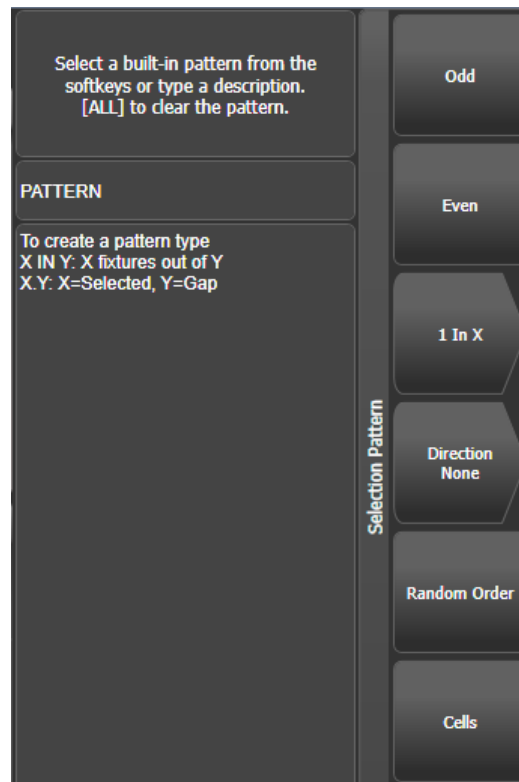 Select a built-in pattern from the
softkeys or type a description.
[ALL] to clear the pattern.
PATTERN
To create a pattern type
X IN Y: X fixtures out of Y
X.Y: X=Selected, Y=Gap
Selection Pattern
Odd
Even
1 In X
Direction
None
Random Order
Cells